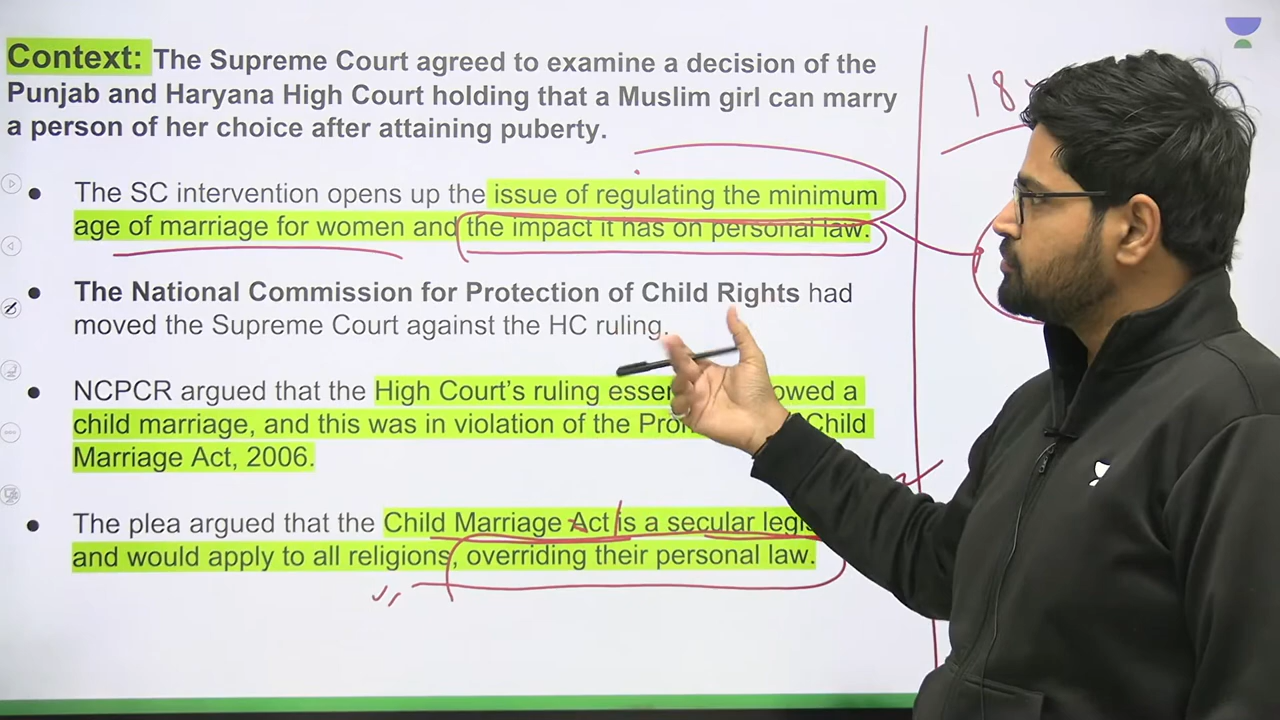 Context: The Supreme Court agreed to examine a decision of the
Punjab and Haryana High Court holding that a Muslim girl can marry
a person of her choice after attaining puberty.
18
● The SC intervention opens up the issue of regulating the minimum
age of marriage for women and the impact it has on personal law.
● The National Commission for Protection of Child Rights had
moved the Supreme Court against the HC ruling.
● NCPCR argued that the High Court's ruling
child marriage, and this was in violation of the Child
Marriage Act, 2006.
● The plea argued that the Child Marriage Act is a secular
and would apply to all religions, overriding their personal law.